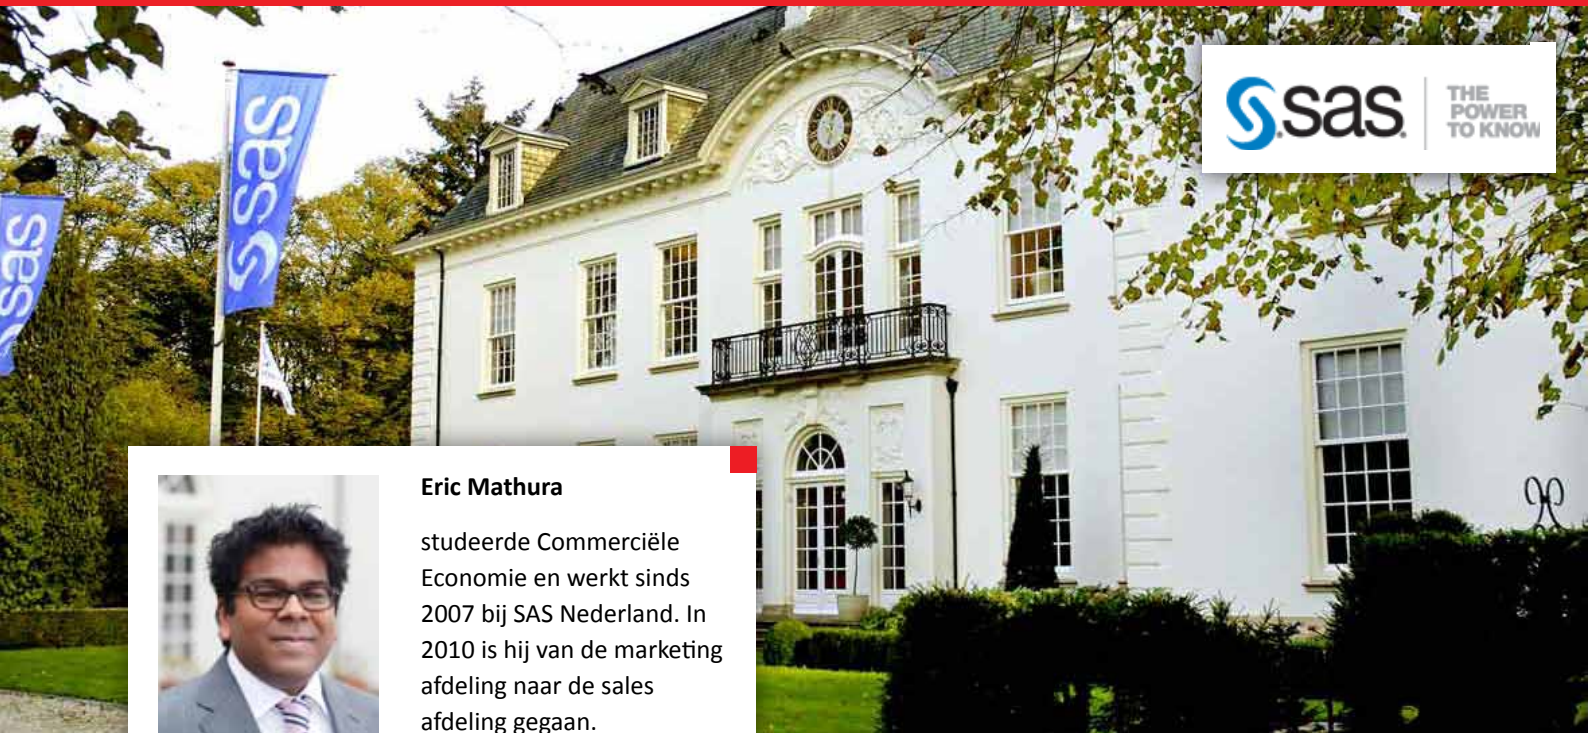 sas
sas
sas
THE
POWER
TO KNOW
Eric Mathura
studeerde Commerciële
Economie en werkt sinds
2007 bij SAS Nederland. In
2010 is hij van de marketing
afdeling naar de sales
afdeling gegaan.